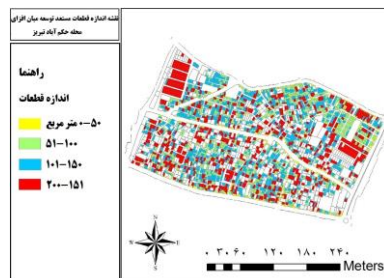 نقشه اندازه قطعات مستعد توسعه میان افزای
محله حکم آباد تبریز
راهنما
اندازه قطعات
۰-۵۰ متر مربع
۵۱-۱۰۰
۱۰۱-۱۵۰
۲۰۰-۱۵۱
N
E
S
۰ ۳۰ ۶۰ ۱۲۰ ۱۸۰ ۲۴۰
Meters